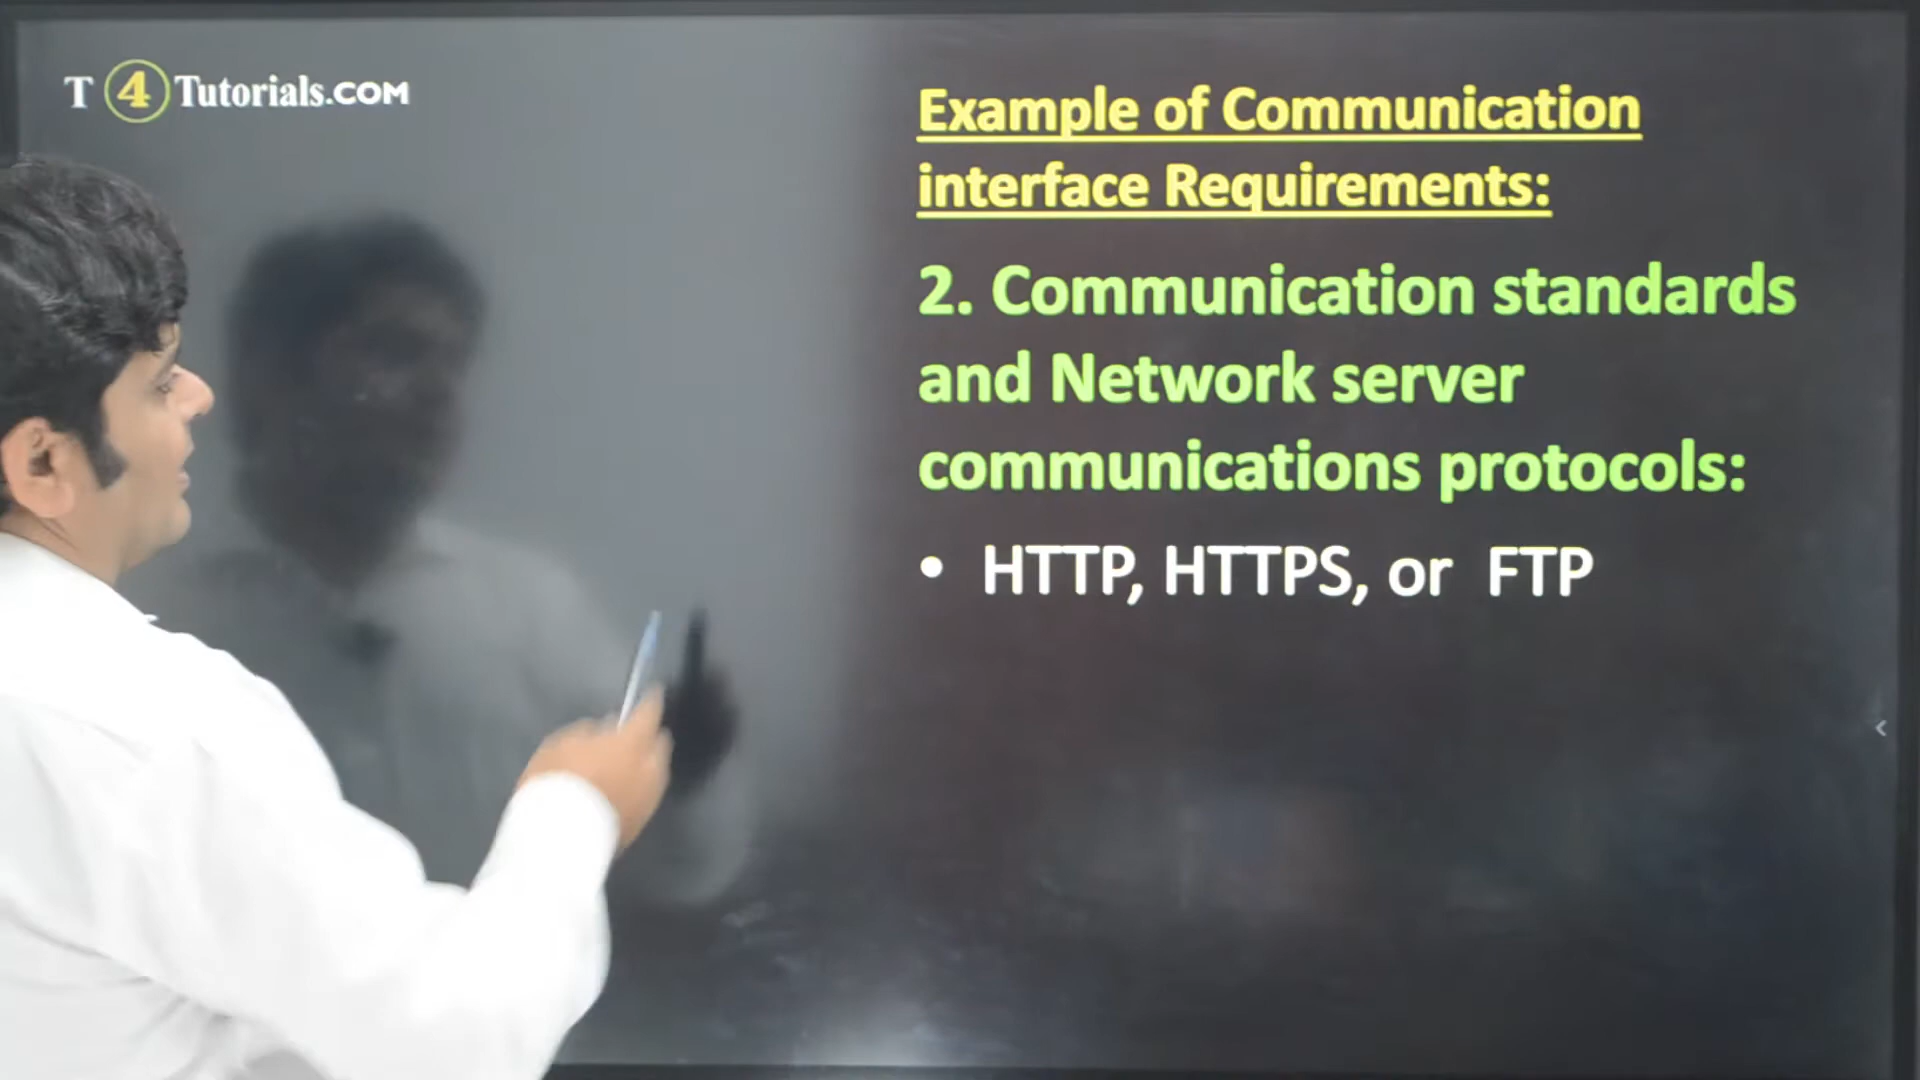 T 4 Tutorials.COM
Example of Communication
interface Requirements:
2. Communication standards
and Network server
communications protocols:
• HTTP, HTTPS, or FTP